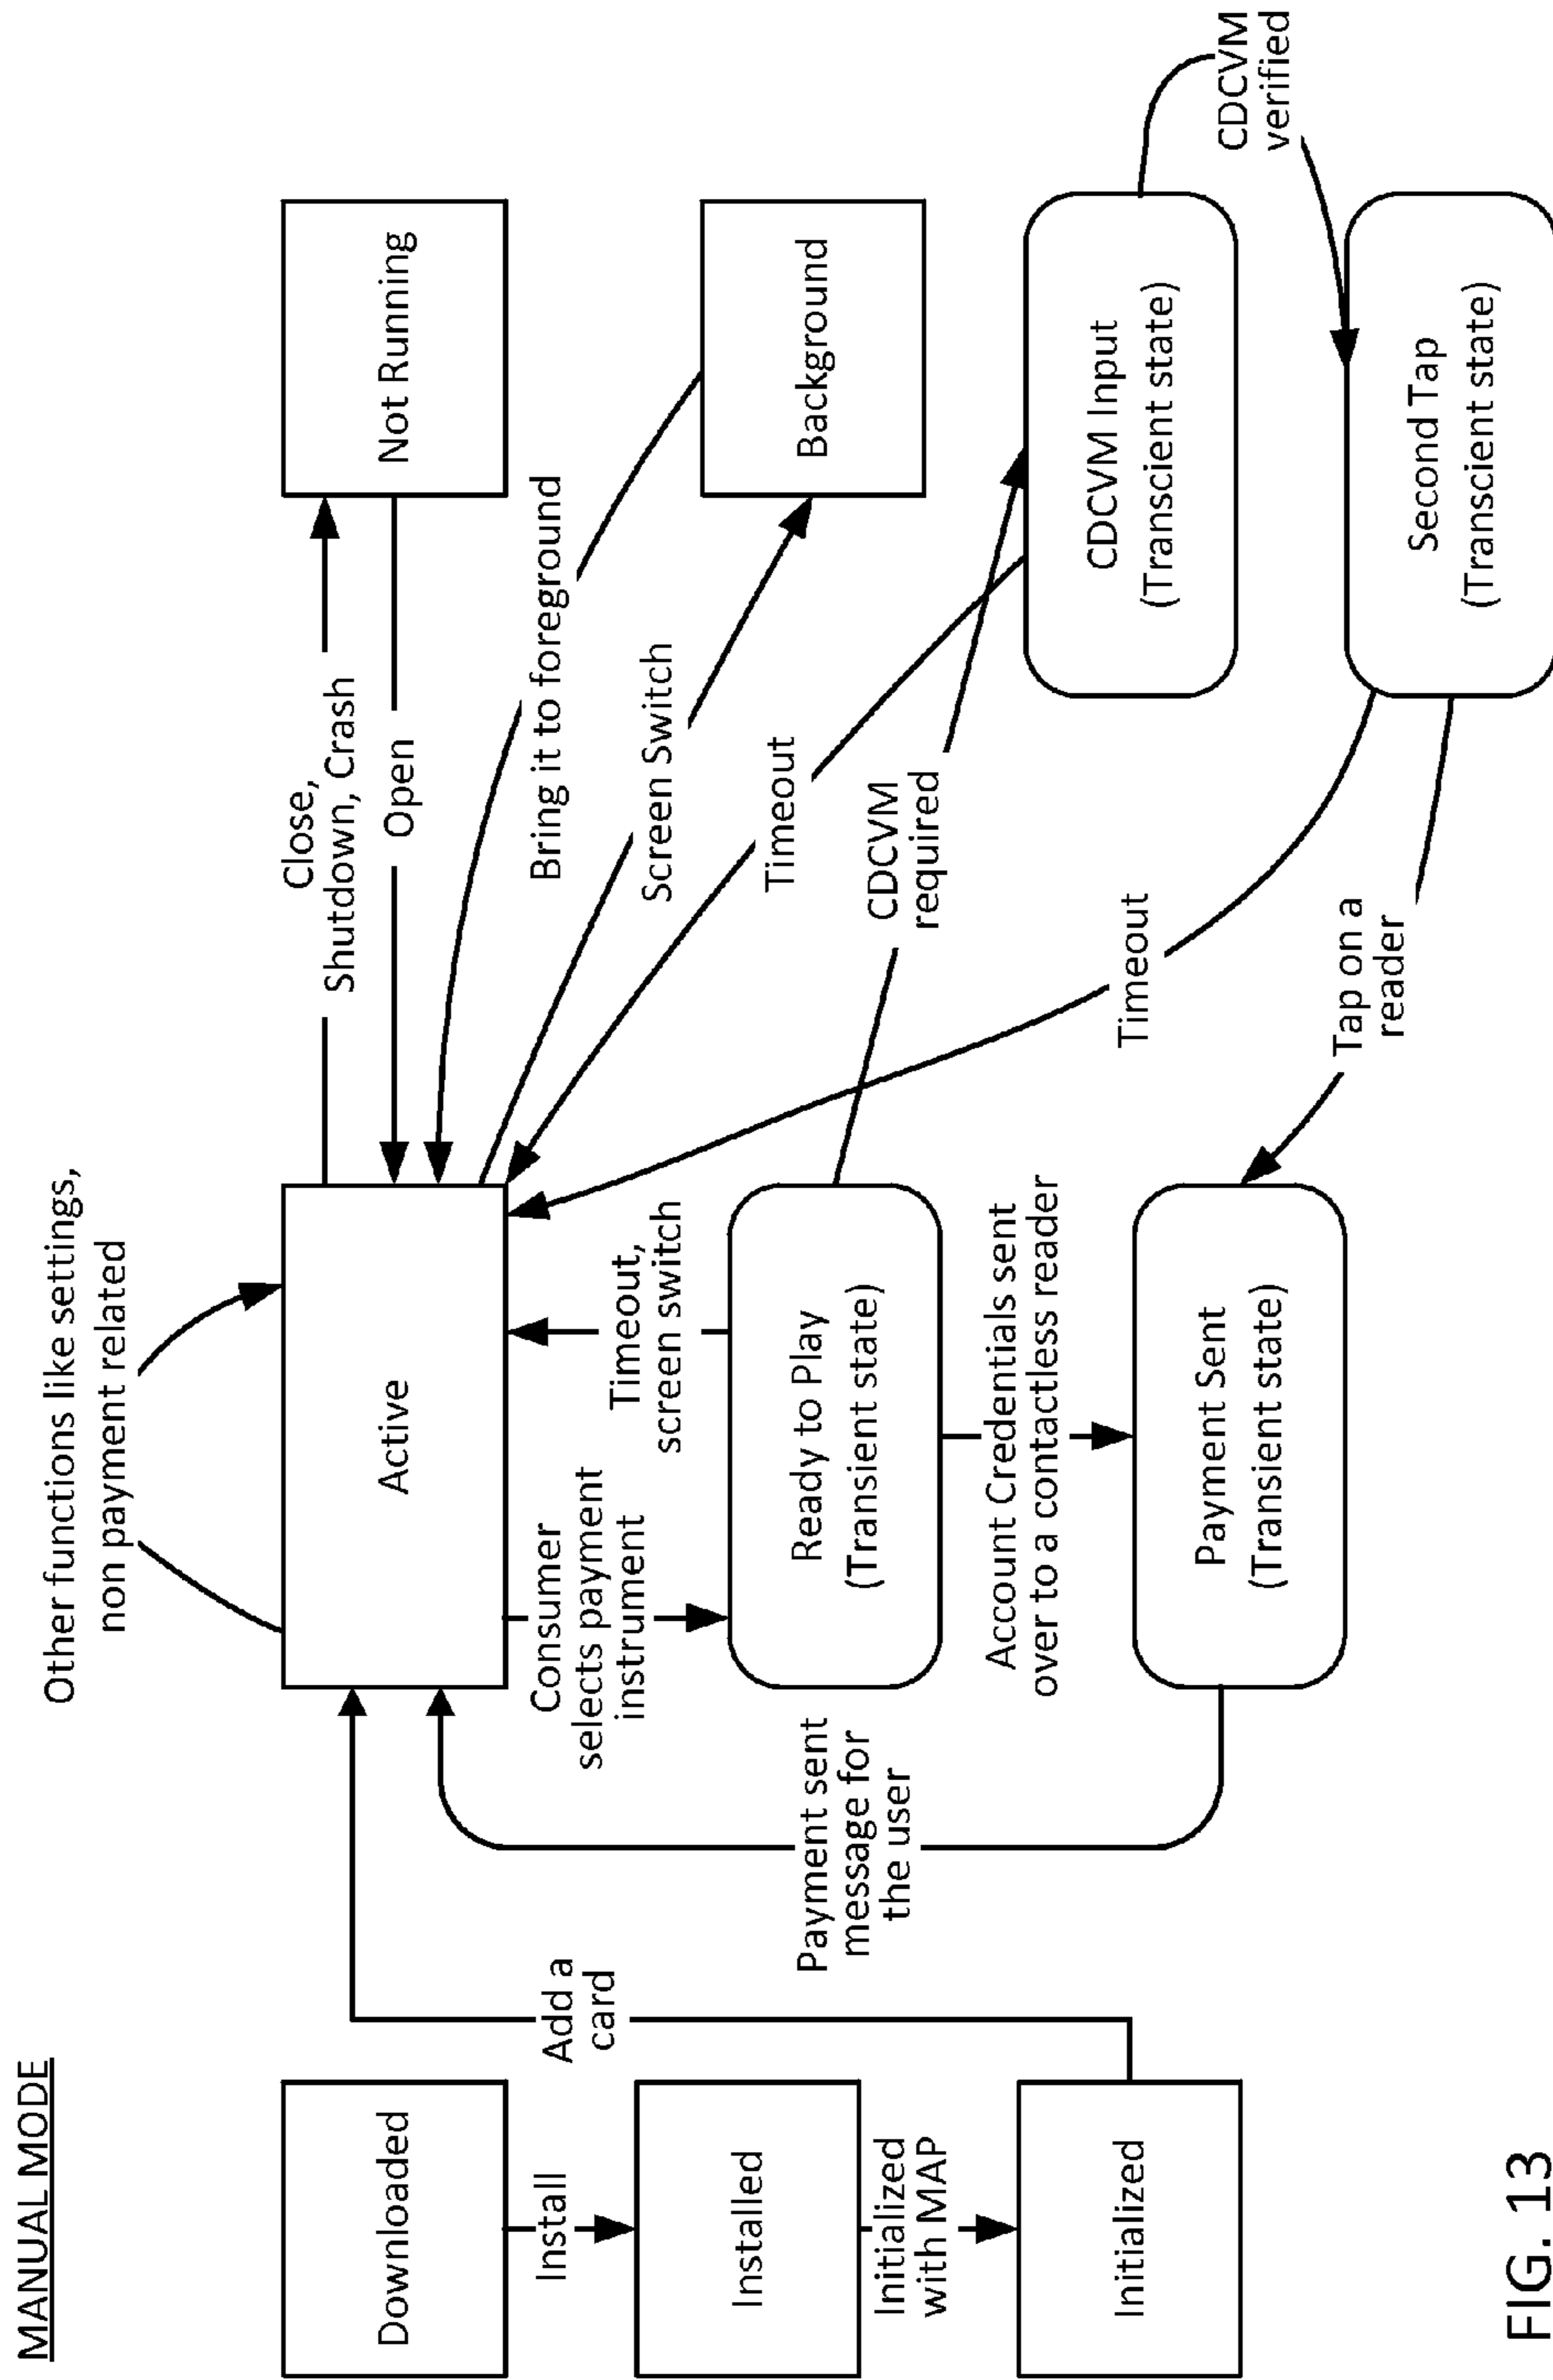 MANUAL MODE
Downloaded
Install
Installed
Initialized
with MAP
Initialized
Add a
card
Other functions like settings,
non payment related
Active
Close,
Shutdown, Crash
Open
Not Running
Bring it to foreground
Screen Switch
Background
Consumer
selects payment
instrument
Timeout,
screen switch
Timeout
CDCVM
required
Ready to Play
(Transient state)
CDCVM Input
(Transcient state)
CDCVM
verified
Payment sent
message for
the user
Account Credentials sent
over to a contactless reader
Timeout
Payment Sent
(Transient state)
Tap on a
reader
Second Tap
(Transcient state)
FIG. 13